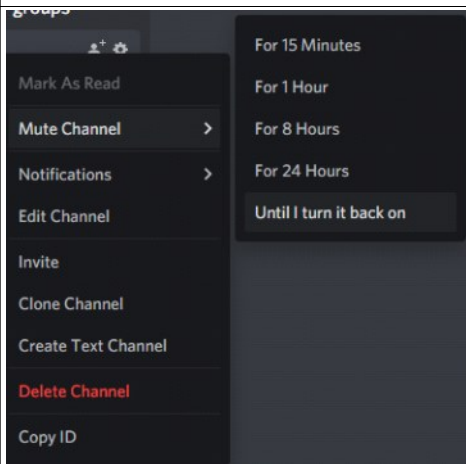 groups
Mark As Read
Mute Channel
Notifications
Edit Channel
Invite
Clone Channel
Create Text Channel
Delete Channel
Copy ID
For 15 Minutes
For 1 Hour
For 8 Hours
For 24 Hours
Until I turn it back on